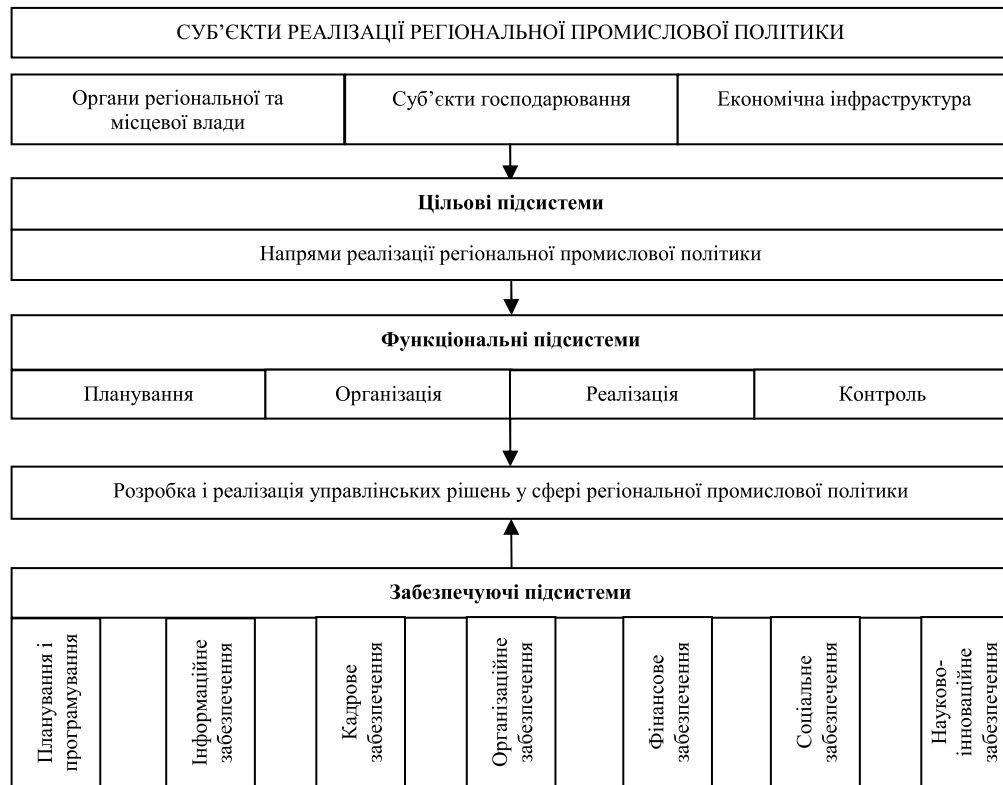 СУБ’ЄКТИ РЕАЛІЗАЦІЇ РЕГІОНАЛЬНОЇ ПРОМИСЛОВОЇ ПОЛІТИКИ
Органи регіональної та
місцевої влади
Суб’єкти господарювання
Економічна інфраструктура
Цільові підсистеми
Напрями реалізації регіональної промислової політики
Функціональні підсистеми
Планування
Організація
Реалізація
Контроль
Розробка і реалізація управлінських рішень у сфері регіональної промислової політики
Забезпечуючі підсистеми
Планування і
програмування
Інформаційне
забезпечення
Кадрове
забезпечення
Організаційне
забезпечення
Фінансове
забезпечення
Соціальне
забезпечення
Науково-
інноваційне
забезпечення